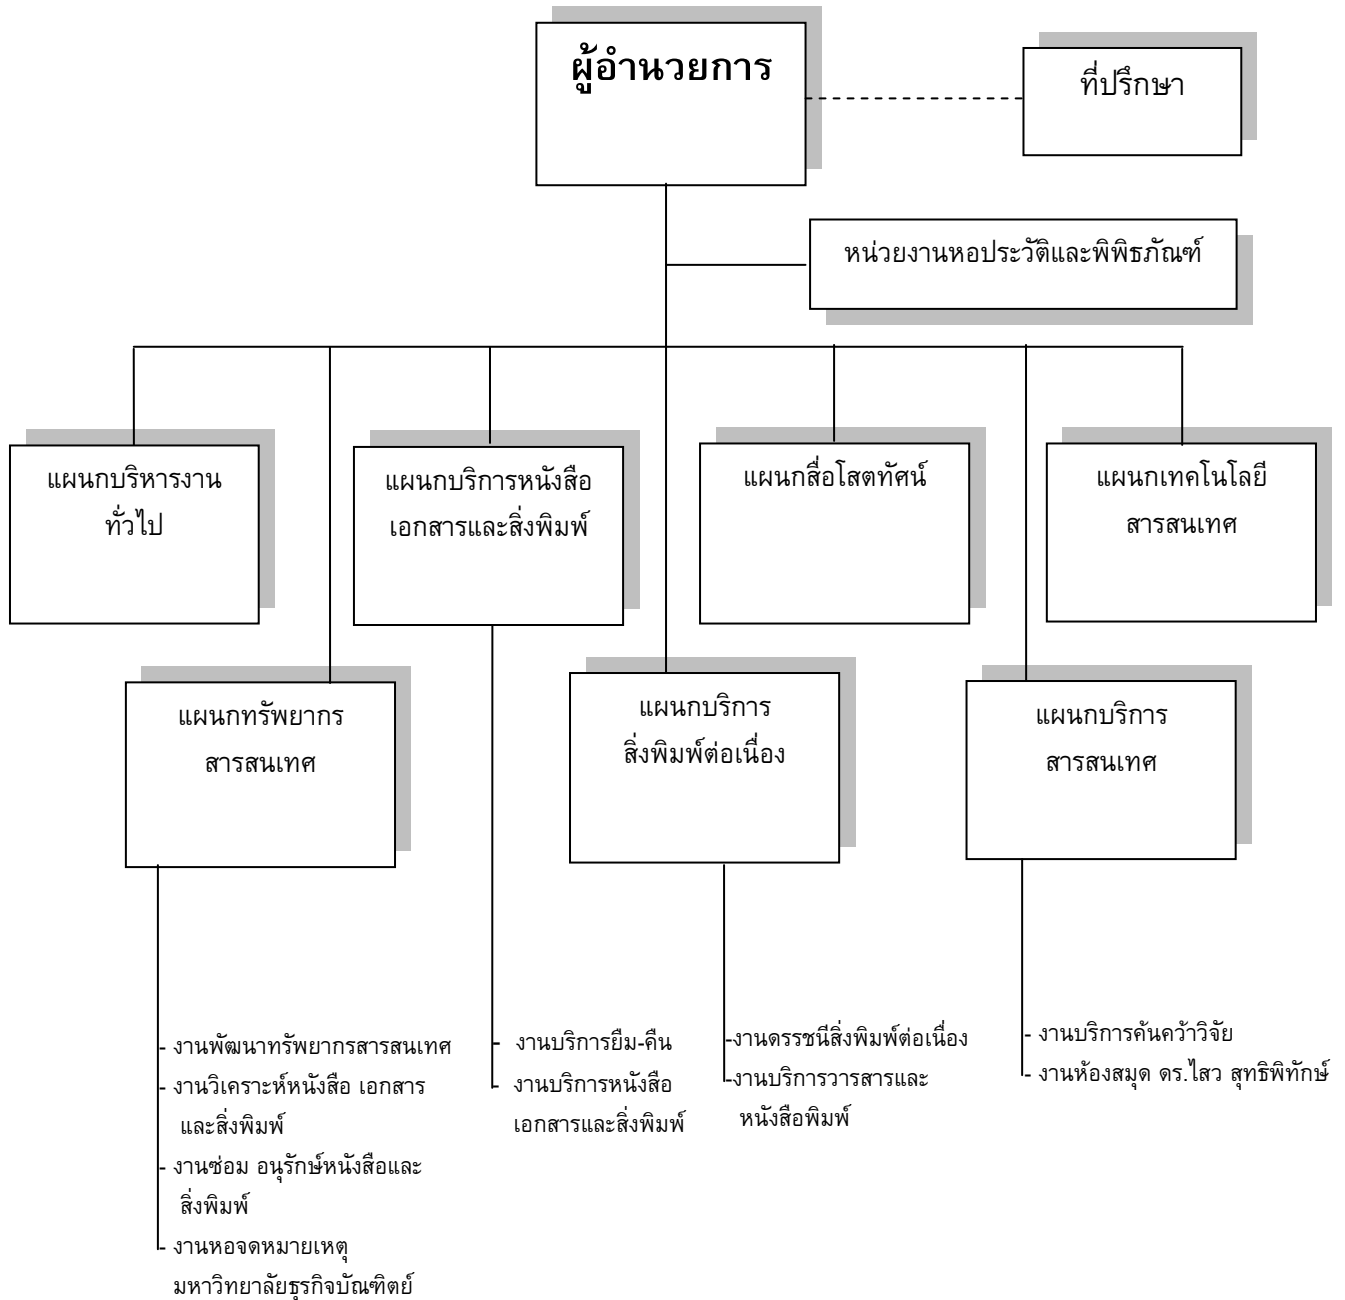 ผู้อำนวยการ
ที่ปรึกษา
หน่วยงานหอประวัติและพิพิธภัณฑ์
แผนกบริหารงาน
ทั่วไป
แผนกบริการหนังสือ
เอกสารและสิ่งพิมพ์
แผนกสื่อโสตทัศน์
แผนกเทคโนโลยี
สารสนเทศ
แผนกทรัพยากร
สารสนเทศ
แผนกบริการ
สิ่งพิมพ์ต่อเนื่อง
แผนกบริการ
สารสนเทศ
- งานพัฒนาทรัพยากรสารสนเทศ
- งานวิเคราะห์หนังสือ เอกสาร
และสิ่งพิมพ์
- งานซ่อม อนุรักษ์หนังสือและ
สิ่งพิมพ์
- งานหอจดหมายเหตุ
มหาวิทยาลัยธุรกิจบัณฑิตย์
- งานบริการยืม-คืน
- งานบริการหนังสือ
เอกสารและสิ่งพิมพ์
-งานดรรชนีสิ่งพิมพ์ต่อเนื่อง
-งานบริการวารสารและ
หนังสือพิมพ์
- งานบริการค้นคว้าวิจัย
- งานห้องสมุด ดร.ไสว สุทธิพิทักษ์